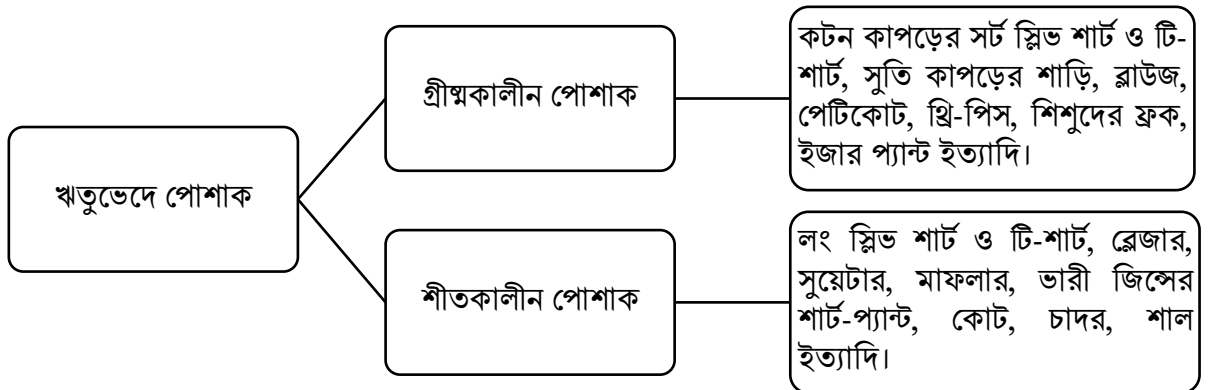 ঋতুভেদে পোশাক
গ্রীষ্মকালীন পোশাক
কটন কাপড়ের সর্ট স্লিভ শার্ট ও টি-
শার্ট, সুতি কাপড়ের শাড়ি, ব্লাউজ,
পেটিকোট, থ্রি-পিস, শিশুদের ফ্রক,
ইজার প্যান্ট ইত্যাদি।
শীতকালীন পোশাক
লং স্লিভ শার্ট ও টি-শার্ট, ব্লেজার,
সুয়েটার, মাফলার, ভারী জিন্সের
শার্ট-প্যান্ট, কোট, চাদর, শাল
ইত্যাদি।